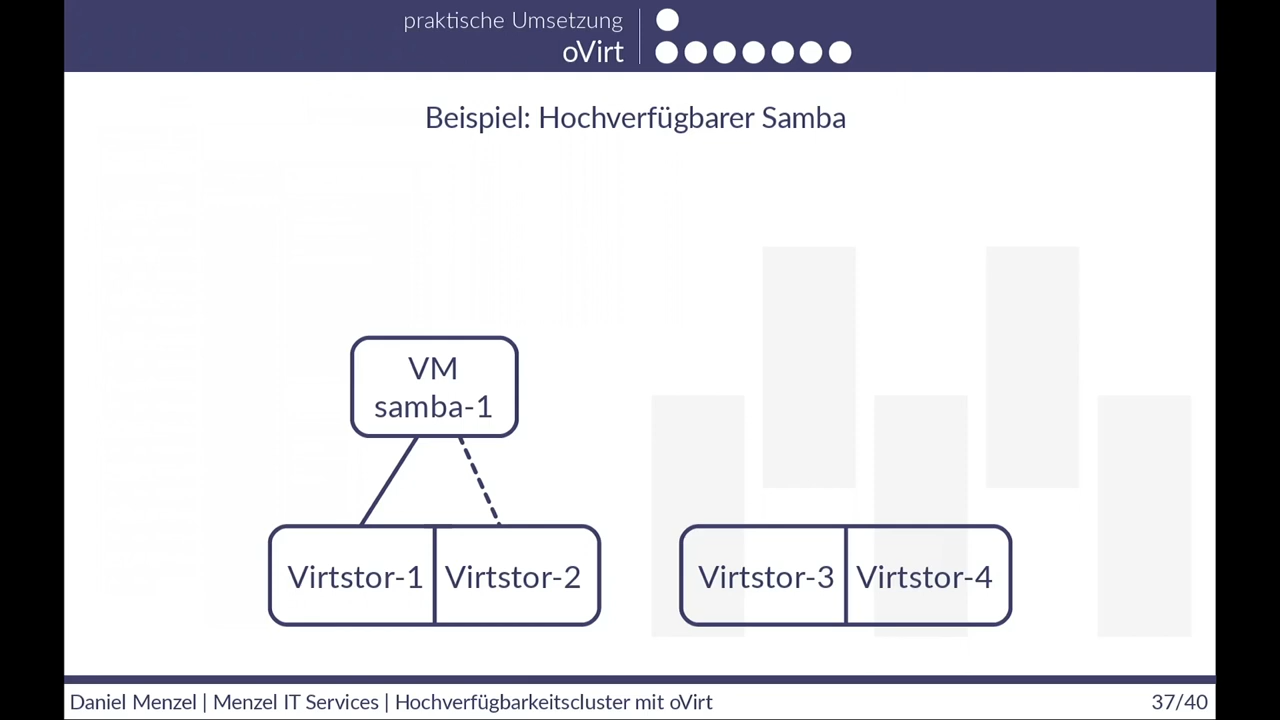 praktische Umsetzung
oVirt
Beispiel: Hochverfügbarer Samba
VM
samba-1
Virtstor-1
Virtstor-2
Virtstor-3
Virtstor-4
Daniel Menzel | Menzel IT Services | Hochverfügbarkeitscluster mit oVirt
37/40